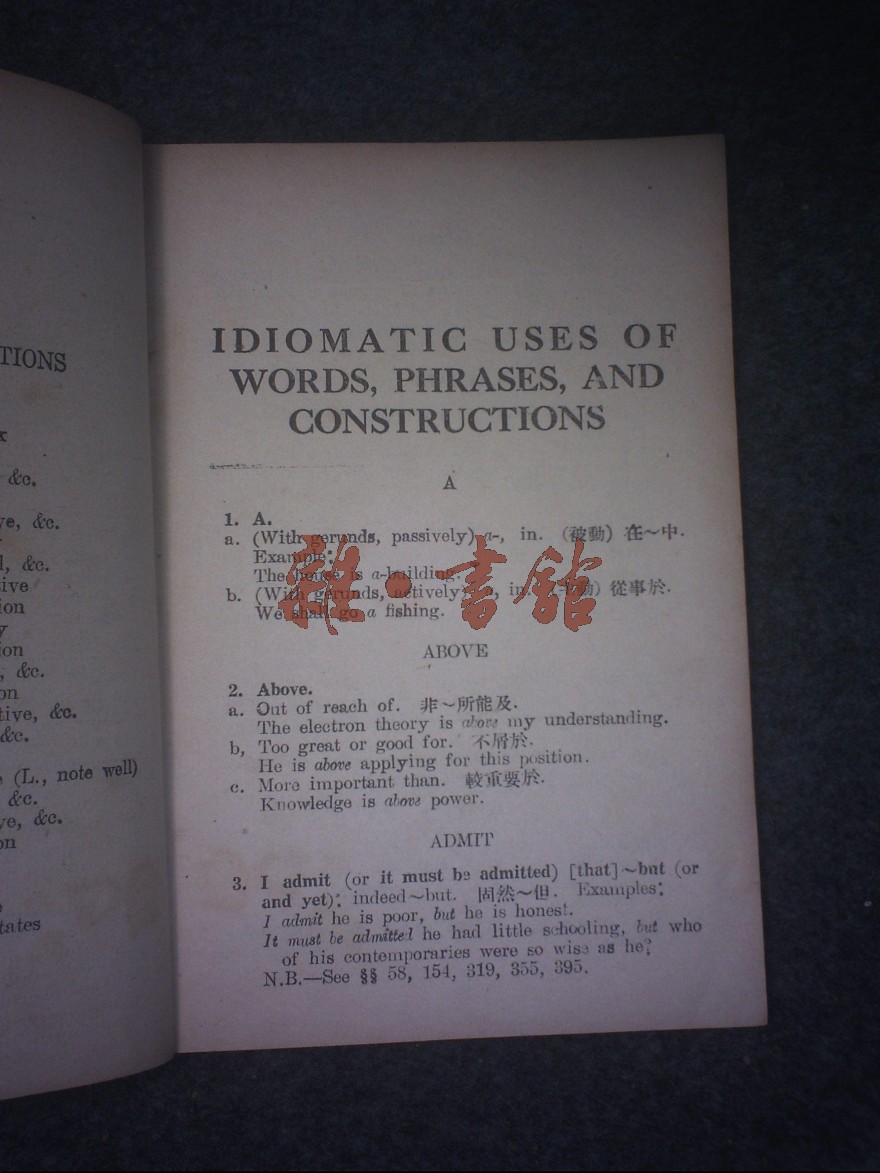 TIONS
x
&c.
ve, &c.
l, &c.
sive
ion
y
ion
, &c.
on
tive, &c.
&c.
(L., note well)
&c.
ve, &c.
on
tates
IDIOMATIC USES OF
WORDS, PHRASES, AND
CONSTRUCTIONS
A
1. A.
a. (With gerunds, passively) a-, in. (被動) 在～中.
Example:
The house is a-building.
b. (With gerunds, actively) in. 動) 從事於.
We shall go a fishing.
雜·書館
ABOVE
2. Above.
a. Out of reach of. 非～所能及.
The electron theory is above my understanding.
b, Too great or good for. 不屑於.
He is above applying for this position.
c. More important than. 較重要於.
Knowledge is above power.
ADMIT
3. I admit (or it must be admitted) [that]～but (or
and yet): indeed～but. 固然～但. Examples:
I admit he is poor, but he is honest.
It must be admitted he had little schooling, but who
of his contemporaries were so wise as he?
N.B.—See §§ 58, 154, 319, 355, 395.